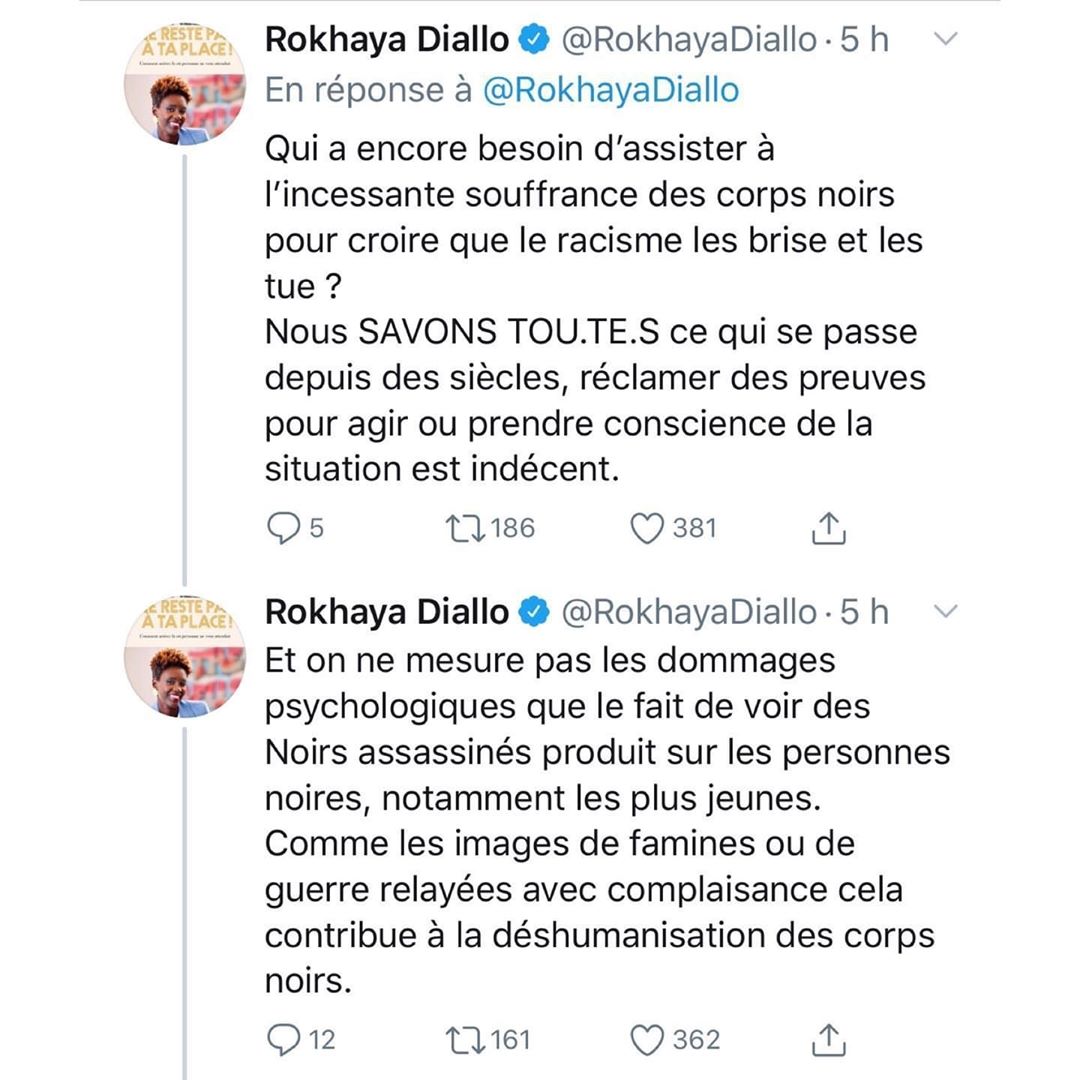 NE RESTE PAS
À TA PLACE!
Rokhaya Diallo @RokhayaDiallo · 5 h
En réponse à @RokhayaDiallo
Qui a encore besoin d’assister à
l’incessante souffrance des corps noirs
pour croire que le racisme les brise et les
tue ?
Nous SAVONS TOU.TE.S ce qui se passe
depuis des siècles, réclamer des preuves
pour agir ou prendre conscience de la
situation est indécent.
5 186 381
RESTE PA
À TA PLACE!
Rokhaya Diallo @RokhayaDiallo · 5 h
Et on ne mesure pas les dommages
psychologiques que le fait de voir des
Noirs assassinés produit sur les personnes
noires, notamment les plus jeunes.
Comme les images de famines ou de
guerre relayées avec complaisance cela
contribue à la déshumanisation des corps
noirs.
12 161 362